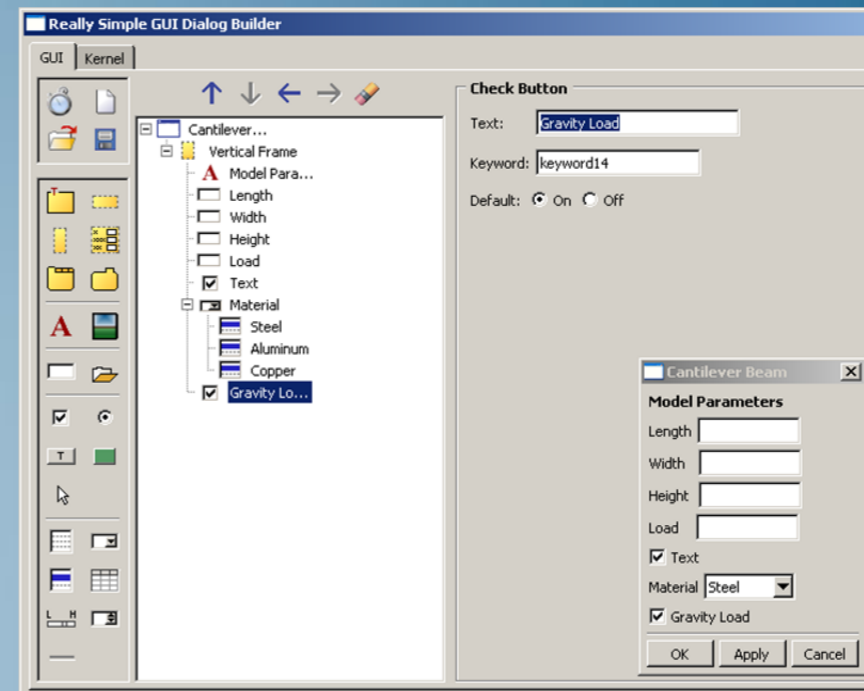 Really Simple GUI Dialog Builder
GUI Kernel
Cantilever...
Vertical Frame
A Model Para...
Length
Width
Height
Load
Text
Material
Steel
Aluminum
Copper
Gravity Lo...
T
A
T
L H
Check Button
Text: Gravity Load
Keyword: keyword14
Default: On Off
Cantilever Beam
Model Parameters
Length
Width
Height
Load
Text
Material Steel
Gravity Load
OK Apply Cancel